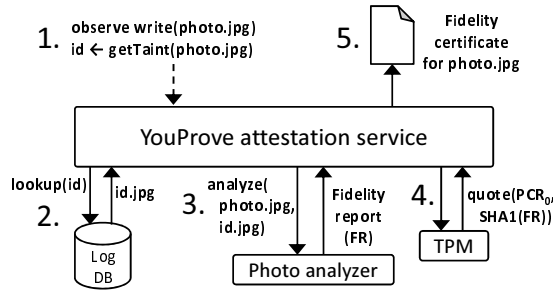 1.
observe write(photo.jpg)
id ← getTaint(photo.jpg)
5.
Fidelity
certificate
for photo.jpg
YouProve attestation service
lookup(id)
2.
id.jpg
Log
DB
3.
analyze(
photo.jpg,
id.jpg)
Fidelity
report
(FR)
Photo analyzer
4.
quote(PCR₀,
SHA1(FR))
TPM